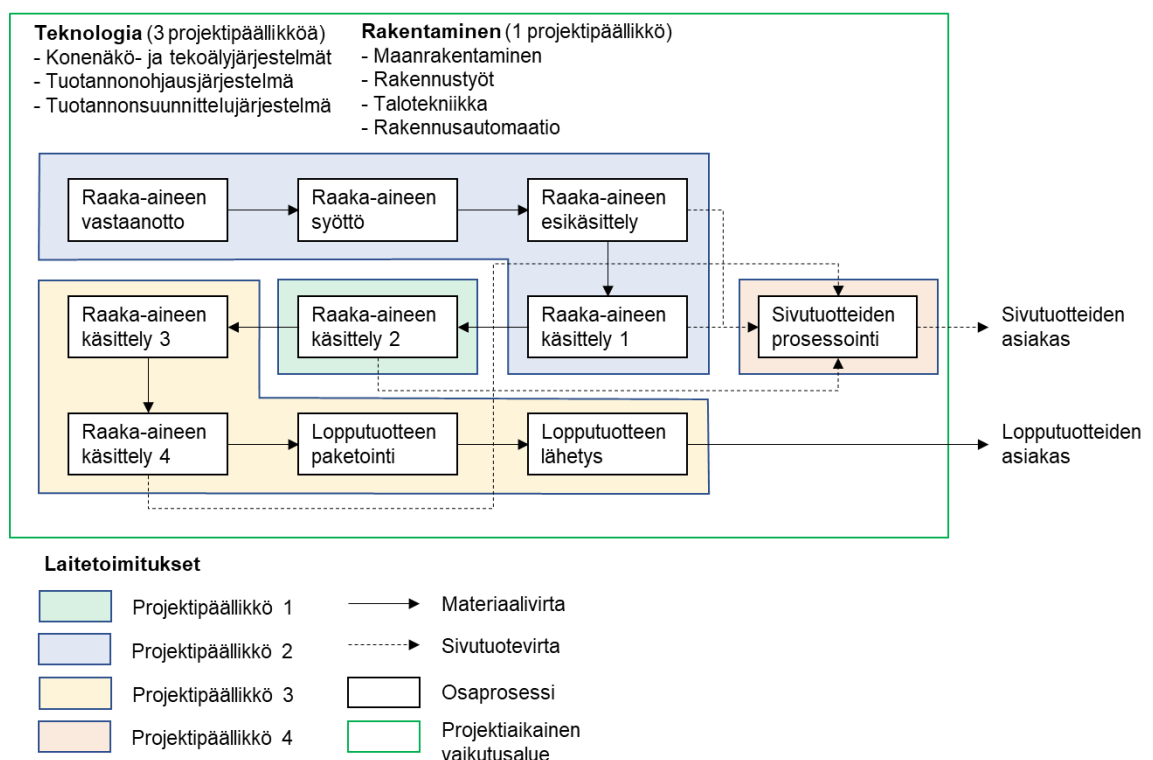 Teknologia (3 projektipäällikköä)
- Konenäkö- ja tekoälyjärjestelmät
- Tuotannonohjausjärjestelmä
- Tuotannonsuunnittelujärjestelmä
Rakentaminen (1 projektipäällikkö)
- Maanrakentaminen
- Rakennustyöt
- Talotekniikka
- Rakennusautomaatio
Raaka-aineen
vastaanotto
Raaka-aineen
syöttö
Raaka-aineen
esikäsittely
Raaka-aineen
käsittely 3
Raaka-aineen
käsittely 2
Raaka-aineen
käsittely 1
Sivutuotteiden
prosessointi
Sivutuotteiden
asiakas
Raaka-aineen
käsittely 4
Lopputuotteen
paketointi
Lopputuotteen
lähetys
Lopputuotteiden
asiakas
Laitetoimitukset
Projektipäällikkö 1
Projektipäällikkö 2
Projektipäällikkö 3
Projektipäällikkö 4
Materiaalivirta
Sivutuotevirta
Osaprosessi
Projektiaikainen
vaikutusalue